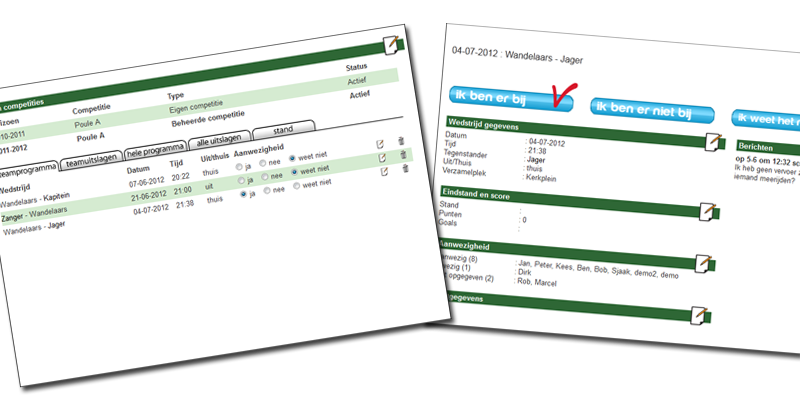 competities
Seizoen Competitie Type Status
2010-2011 Poule A Eigen competitie Actief
2011-2012 Poule A Beheerde competitie Actief
teamprogramma teamuitslagen hele programma alle uitslagen stand
Wedstrijd Datum Tijd Uit/thuis Aanwezigheid
Wandelaars - Kapitein 07-06-2012 20:22 thuis ja nee weet niet
Zanger - Wandelaars 21-06-2012 21:00 uit ja nee weet niet
Wandelaars - Jager 04-07-2012 21:38 thuis ja nee weet niet
04-07-2012 : Wandelaars - Jager
ik ben er bij ik ben er niet bij ik weet het n
Wedstrijd gegevens
Datum : 04-07-2012
Tijd : 21:38
Tegenstander : Jager
Uit/Thuis : thuis
Verzamelplek : Kerkplein
Berichten
op 5-6 om 12:32 sc
Ik heb geen vervoer
iemand meerijden?
Eindstand en score
Stand :
Punten : 0
Goals :
Aanwezigheid
nwezig (8) : Jan, Peter, Kees, Ben, Bob, Sjaak, demo2, demo
wezig (1) : Dirk
opgegeven (2) : Rob, Marcel
gegevens